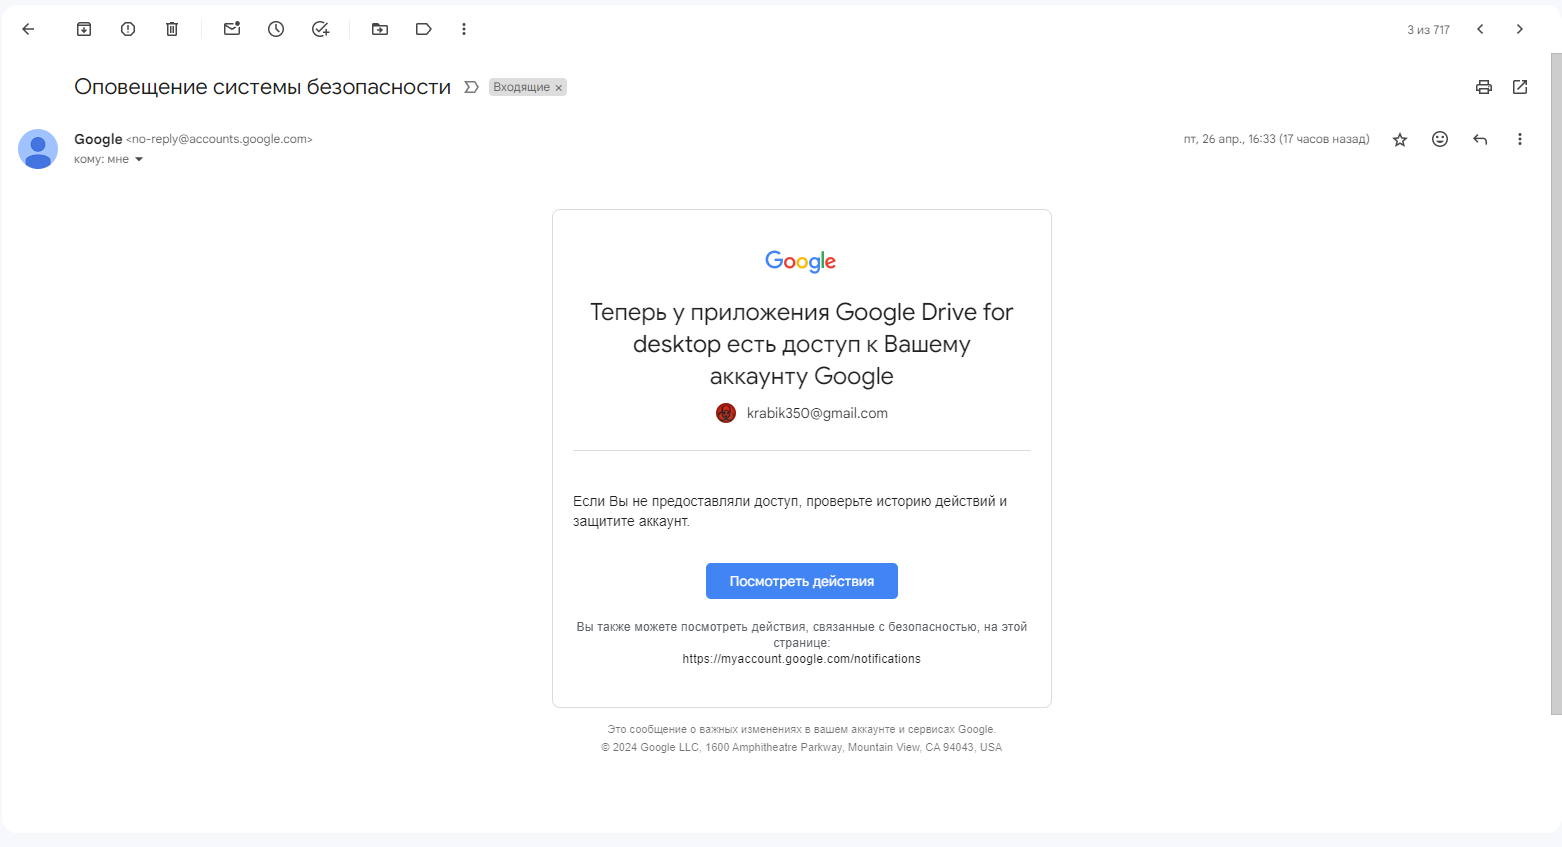 3 из 717
Оповещение системы безопасности
Входящие ×
Google <no-reply@accounts.google.com>
пт, 26 апр., 16:33 (17 часов назад)
кому: мне
Google
Теперь у приложения Google Drive for
desktop есть доступ к Вашему
аккаунту Google
krabik350@gmail.com
Если Вы не предоставляли доступ, проверьте историю действий и
защитите аккаунт.
Посмотреть действия
Вы также можете посмотреть действия, связанные с безопасностью, на этой
странице:
https://myaccount.google.com/notifications
Это сообщение о важных изменениях в вашем аккаунте и сервисах Google.
© 2024 Google LLC, 1600 Amphitheatre Parkway, Mountain View, CA 94043, USA